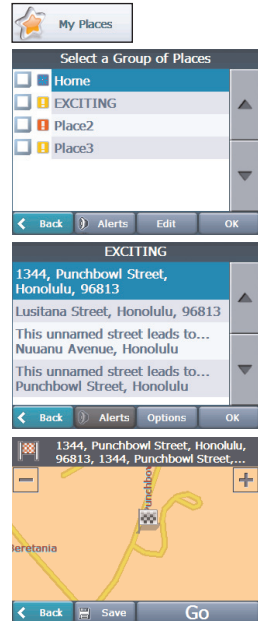 My Places
Select a Group of Places
Home
EXCITING
Place2
Place3
Back
Alerts
Edit
OK
EXCITING
1344, Punchbowl Street,
Honolulu, 96813
Lusitana Street, Honolulu, 96813
This unnamed street leads to...
Nuuanu Avenue, Honolulu
This unnamed street leads to...
Punchbowl Street, Honolulu
Back
Alerts
Options
OK
1344, Punchbowl Street, Honolulu,
96813, 1344, Punchbowl Street,...
Punchbow
eretania
Back
Save
Go